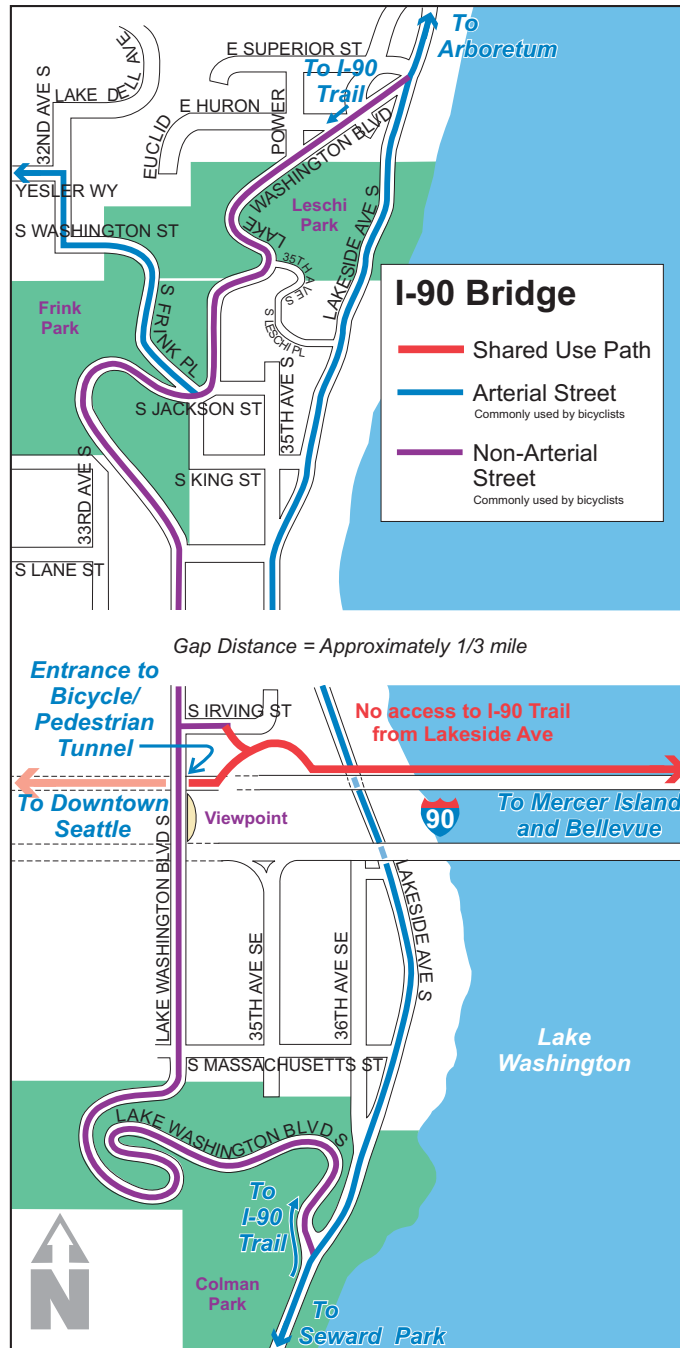 To
Arboretum
E SUPERIOR ST
To I-90
Trail
LAKE DELL AVE
32ND AVE S
E HURON
EUCLID
POWER
LAKE WASHINGTON BLVD
YESLER WY
S WASHINGTON ST
Leschi
Park
35TH AVE S
LAKESIDE AVE S
S LESCHI PL
Frink
Park
S FRINK PL
I-90 Bridge
Shared Use Path
Arterial Street
Commonly used by bicyclists
Non-Arterial
Street
Commonly used by bicyclists
S JACKSON ST
35TH AVE S
S KING ST
33RD AVE S
S LANE ST
Gap Distance = Approximately 1/3 mile
Entrance to
Bicycle/
Pedestrian
Tunnel
S IRVING ST
No access to I-90 Trail
from Lakeside Ave
To Downtown
Seattle
Viewpoint
90
To Mercer Island
and Bellevue
LAKE WASHINGTON BLVD S
35TH AVE SE
36TH AVE SE
LAKESIDE AVE S
Lake
Washington
S MASSACHUSETTS ST
LAKE WASHINGTON BLVD S
To
I-90
Trail
Colman
Park
N
To
Seward Park